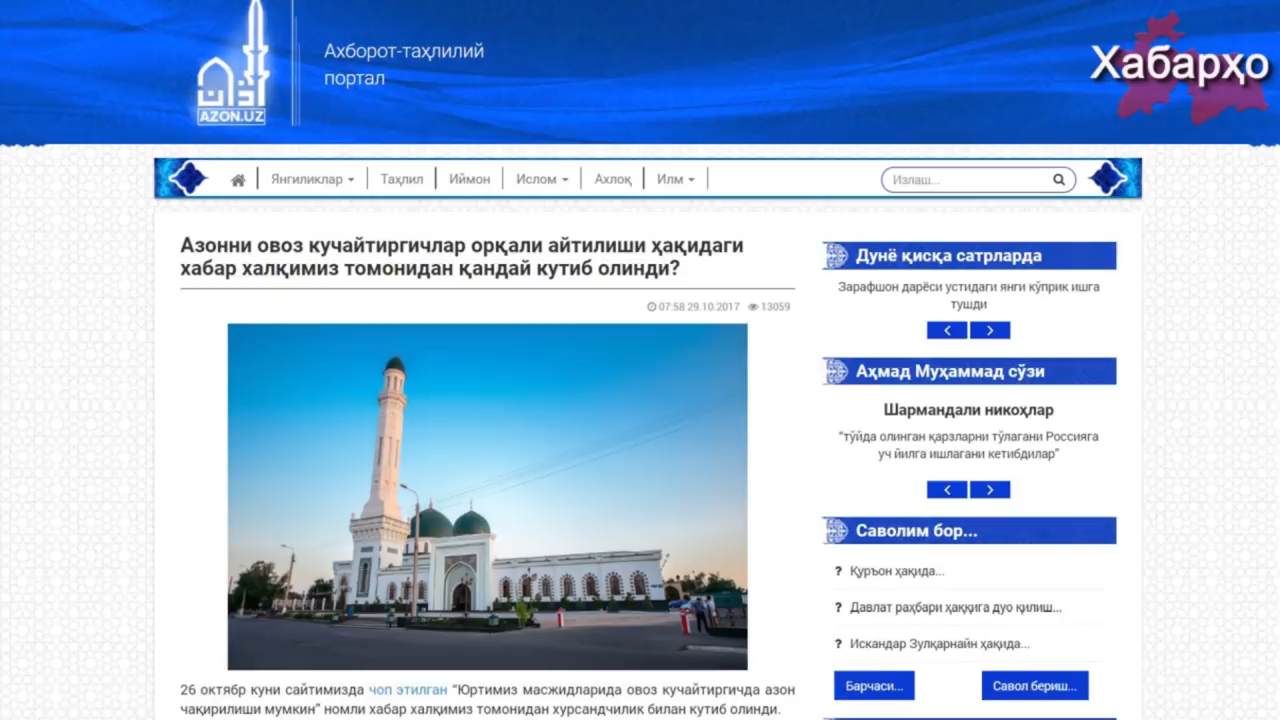 Ахборот-таҳлилий
портал
أذان
AZON.UZ
Хабарҳо
Янгиликлар
Таҳлил
Иймон
Ислом
Ахлоқ
Илм
Излаш...
Азонни овоз кучайтиргичлар орқали айтилиши ҳақидаги
хабар халқимиз томонидан қандай кутиб олинди?
07:58 29.10.2017
13059
26 октябр куни сайтимизда чоп этилган “Юртимиз масжидларида овоз кучайтиргичда азон
чақирилиши мумкин” номли хабар халқимиз томонидан хурсандчилик билан кутиб олинди.
Дунё қисқа сатрларда
Зарафшон дарёси устидаги янги кўприк ишга
тушди
Аҳмад Муҳаммад сўзи
Шармандали никоҳлар
“тўйда олинган қарзларни тўлагани Россияга
уч йилга ишлагани кетибдилар”
Саволим бор...
? Қуръон ҳақида...
? Давлат раҳбари ҳаққига дуо қилиш...
? Искандар Зулқарнайн ҳақида...
Барчаси...
Савол бериш...